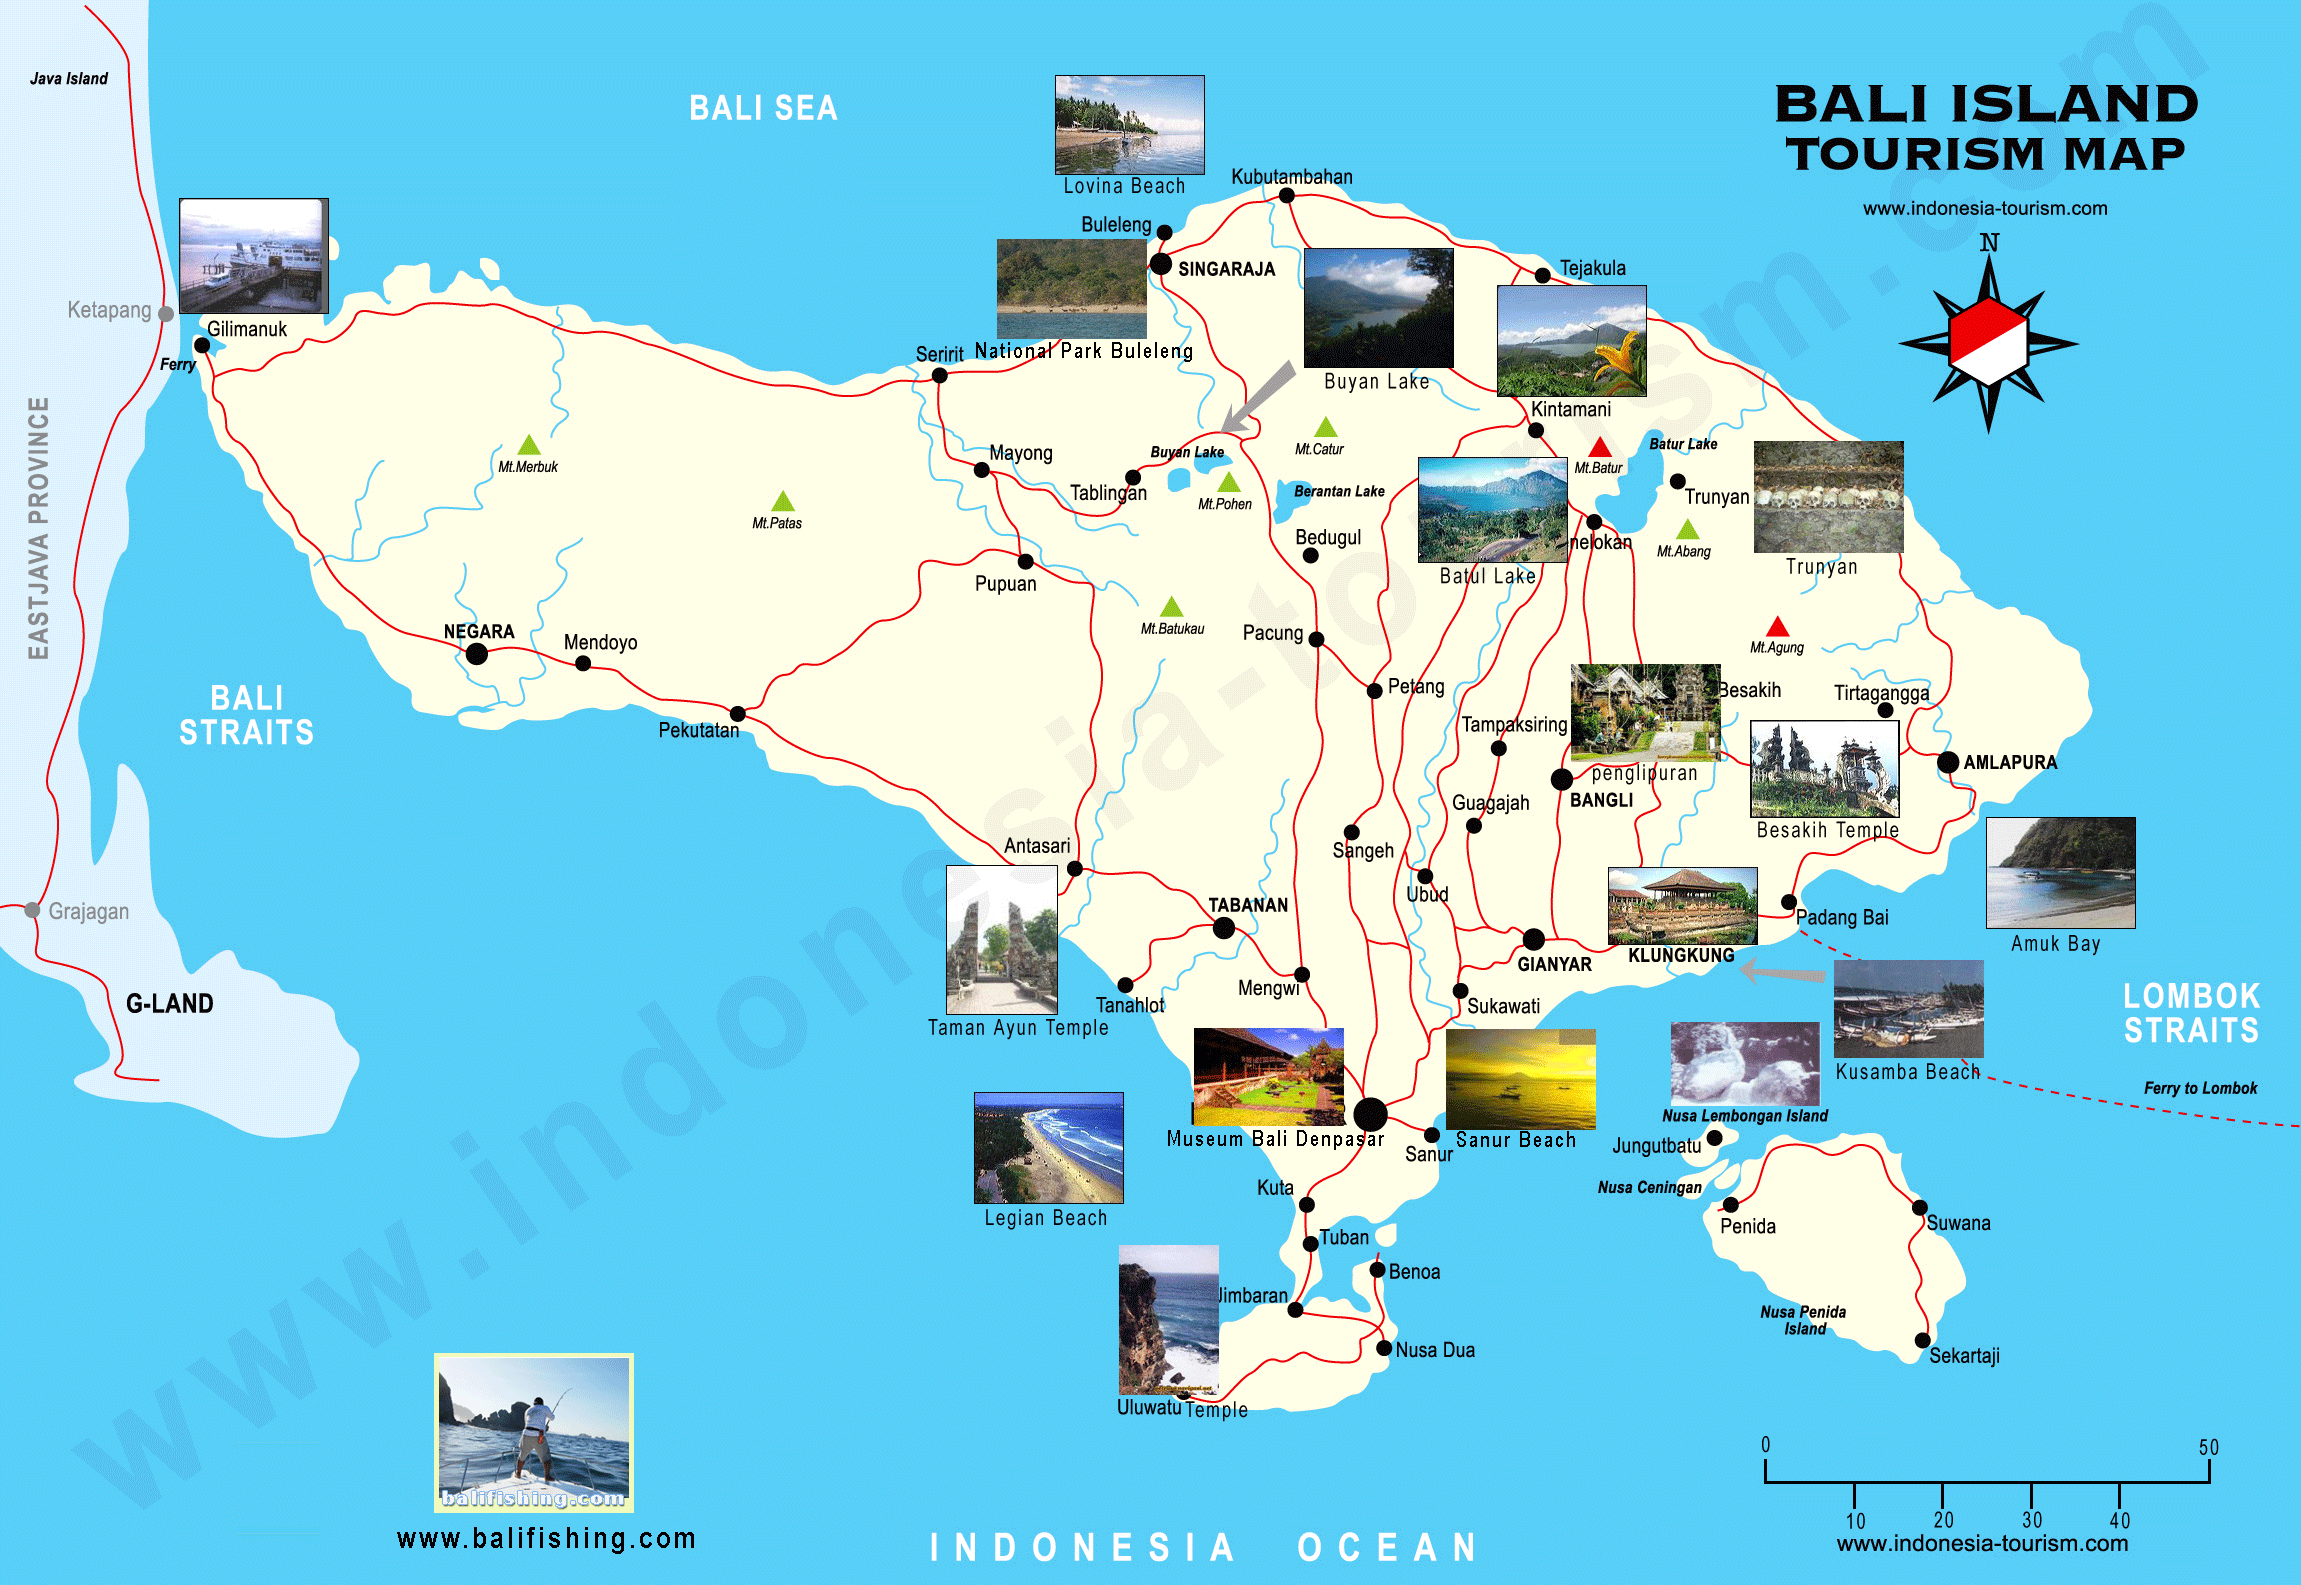 BALI ISLAND
TOURISM MAP
www.indonesia-tourism.com
N
Java Island
BALI SEA
Lovina Beach
Kubutambahan
Buleleng
SINGARAJA
Tejakula
Ketapang
Gilimanuk
Ferry
Seririt
National Park Buleleng
Buyan Lake
Kintamani
EASTJAVA PROVINCE
Mt.Merbuk
Mayong
Buyan Lake
Mt.Catur
Mt.Batur
Batur Lake
Tablingan
Mt.Pohen
Berantan Lake
Trunyan
Mt.Patas
Bedugul
nelokan
Mt.Abang
Batul Lake
Trunyan
Pupuan
Mt.Batukau
Pacung
Mt.Agung
NEGARA
Mendoyo
Petang
Besakih
Tirtagangga
BALI
STRAITS
Pekutatan
Tampaksiring
penglipuran
AMLAPURA
BANGLI
Guagajah
Besakih Temple
Antasari
Sangeh
Ubud
TABANAN
Padang Bai
Grajagan
Amuk Bay
KLUNGKUNG
GIANYAR
G-LAND
Mengwi
Tanahlot
Sukawati
LOMBOK
STRAITS
Taman Ayun Temple
Kusamba Beach
Ferry to Lombok
Nusa Lembongan Island
Museum Bali Denpasar
Sanur Beach
Sanur
Jungutbatu
Legian Beach
Kuta
Nusa Ceningan
Penida
Suwana
Tuban
Benoa
Jimbaran
Nusa Penida
Island
Nusa Dua
Sekartaji
Uluwatu Temple
balifishing.com
www.balifishing.com
0
50
10
20
30
40
www.indonesia-tourism.com
INDONESIA OCEAN
www.indonesia-tourism.com